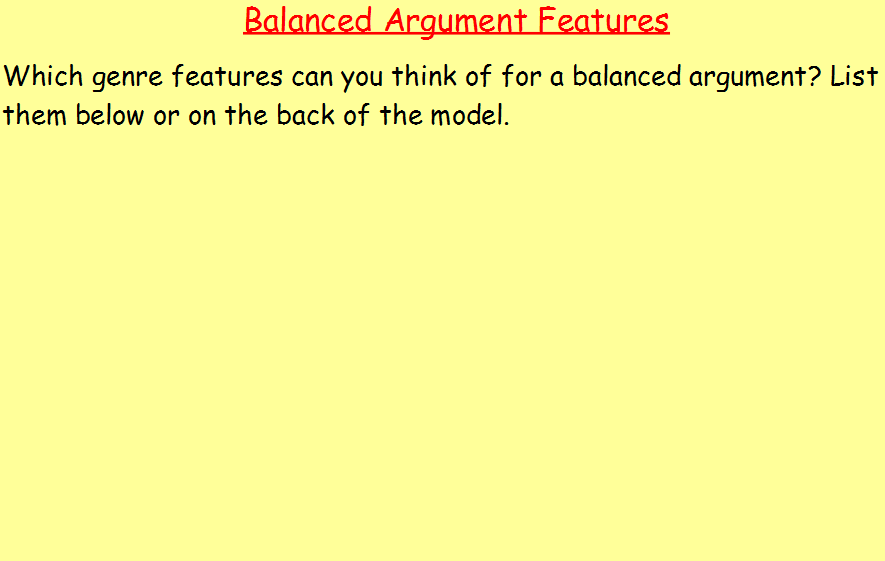 Balanced Argument Features
Which genre features can you think of for a balanced argument? List
them below or on the back of the model.